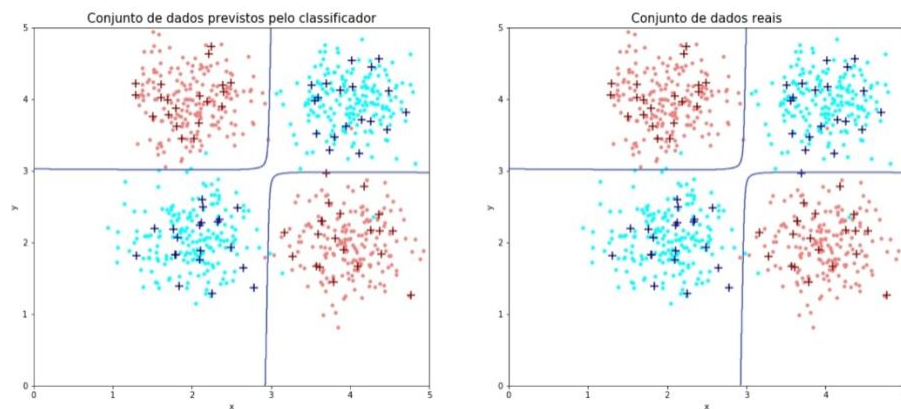 Conjunto de dados previstos pelo classificador
5
4
3
2
1
0
y
0 1 2 3 4 5
x
Conjunto de dados reais
5
4
3
2
1
0
y
0 1 2 3 4
x